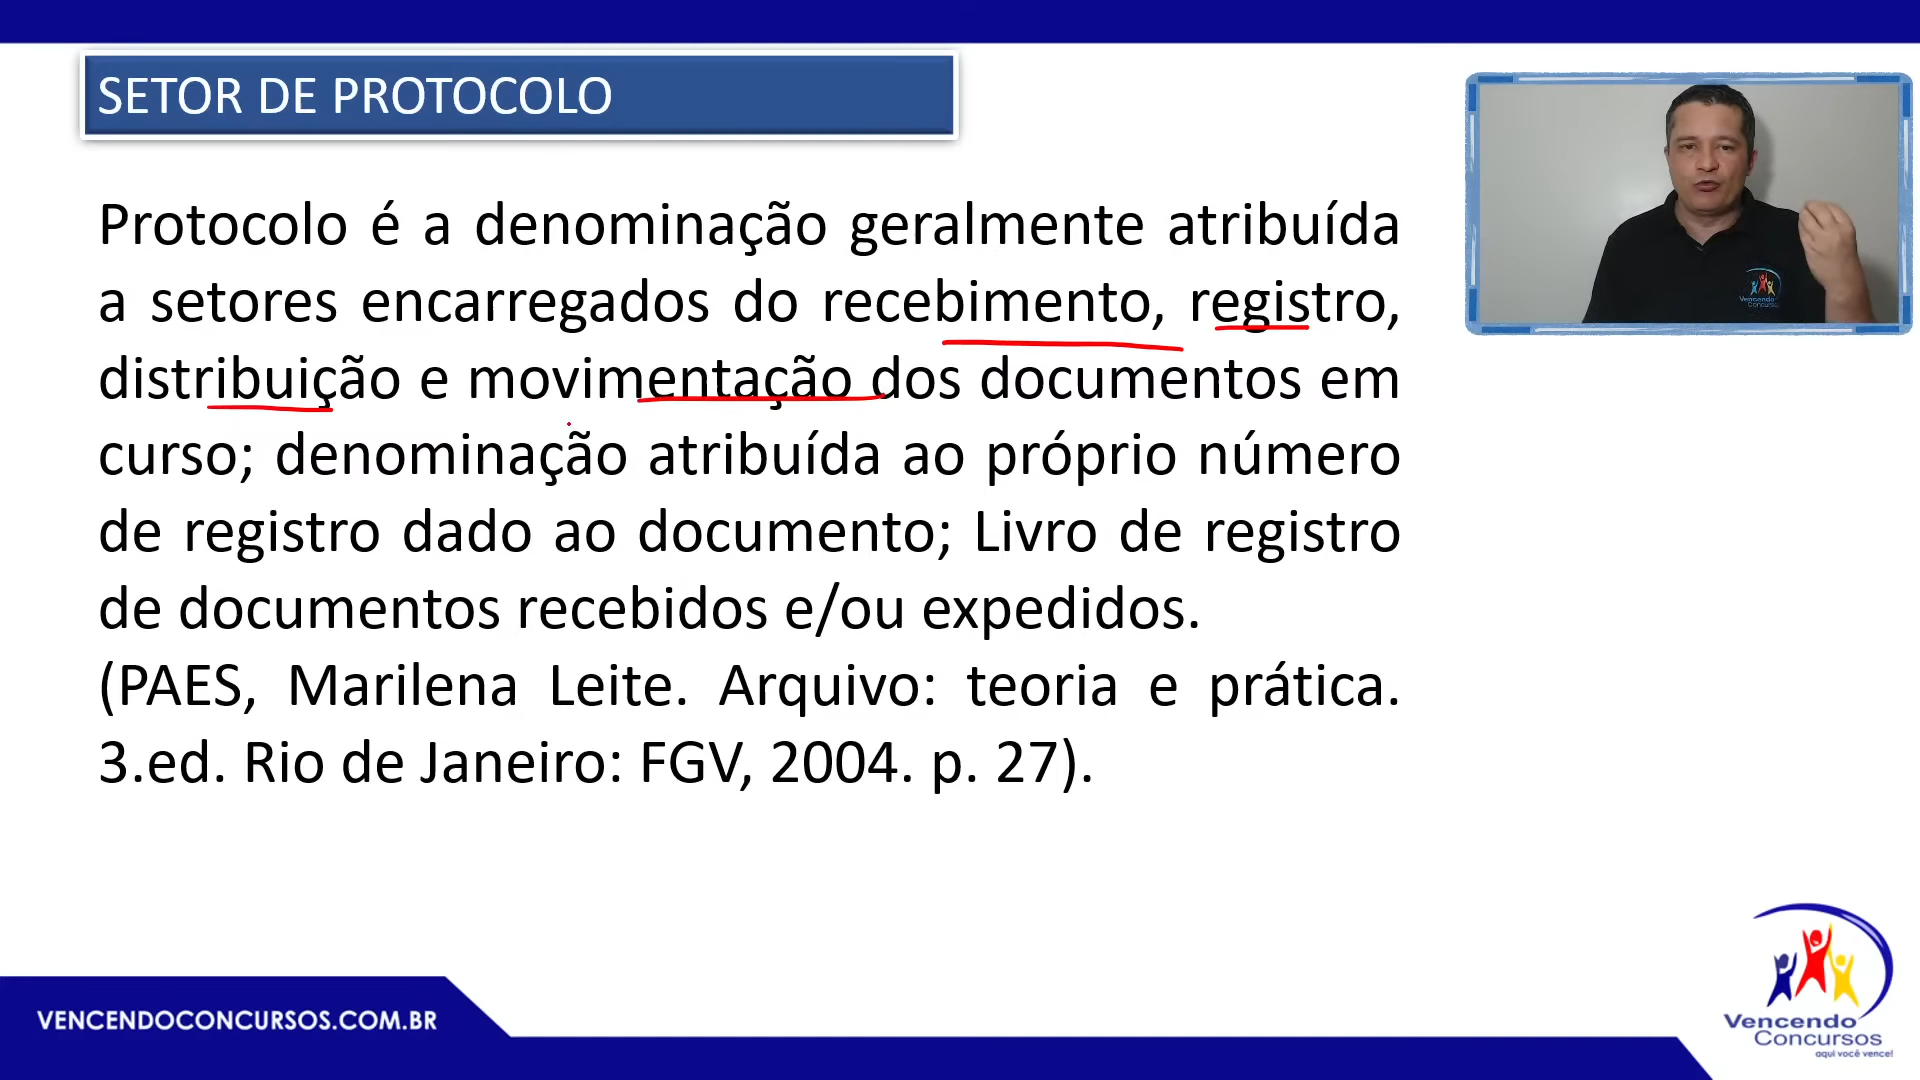 SETOR DE PROTOCOLO
Protocolo é a denominação geralmente atribuída
a setores encarregados do recebimento, registro,
distribuição e movimentação dos documentos em
curso; denominação atribuída ao próprio número
de registro dado ao documento; Livro de registro
de documentos recebidos e/ou expedidos.
(PAES, Marilena Leite. Arquivo: teoria e prática.
3.ed. Rio de Janeiro: FGV, 2004. p. 27).
Vencendo
Concursos
VENCENDOCONCURSOS.COM.BR
Vencendo
Concursos
aqui você vence!